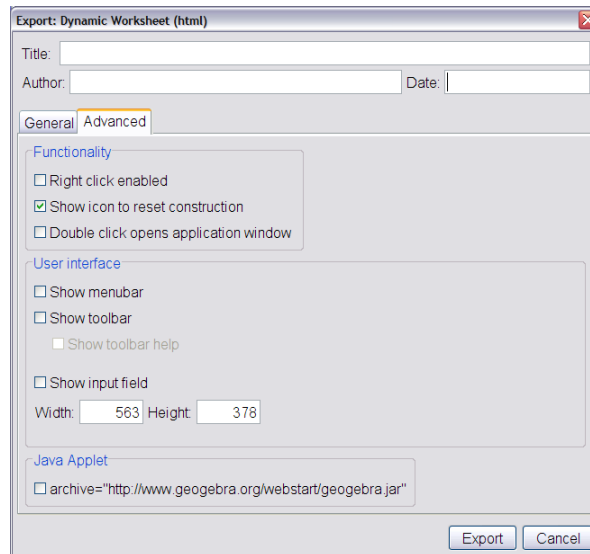 Export: Dynamic Worksheet (html)
Title:
Author: Date:
General Advanced
Functionality
Right click enabled
Show icon to reset construction
Double click opens application window
User interface
Show menubar
Show toolbar
Show toolbar help
Show input field
Width: 563 Height: 378
Java Applet
archive="http://www.geogebra.org/webstart/geogebra.jar"
Export Cancel